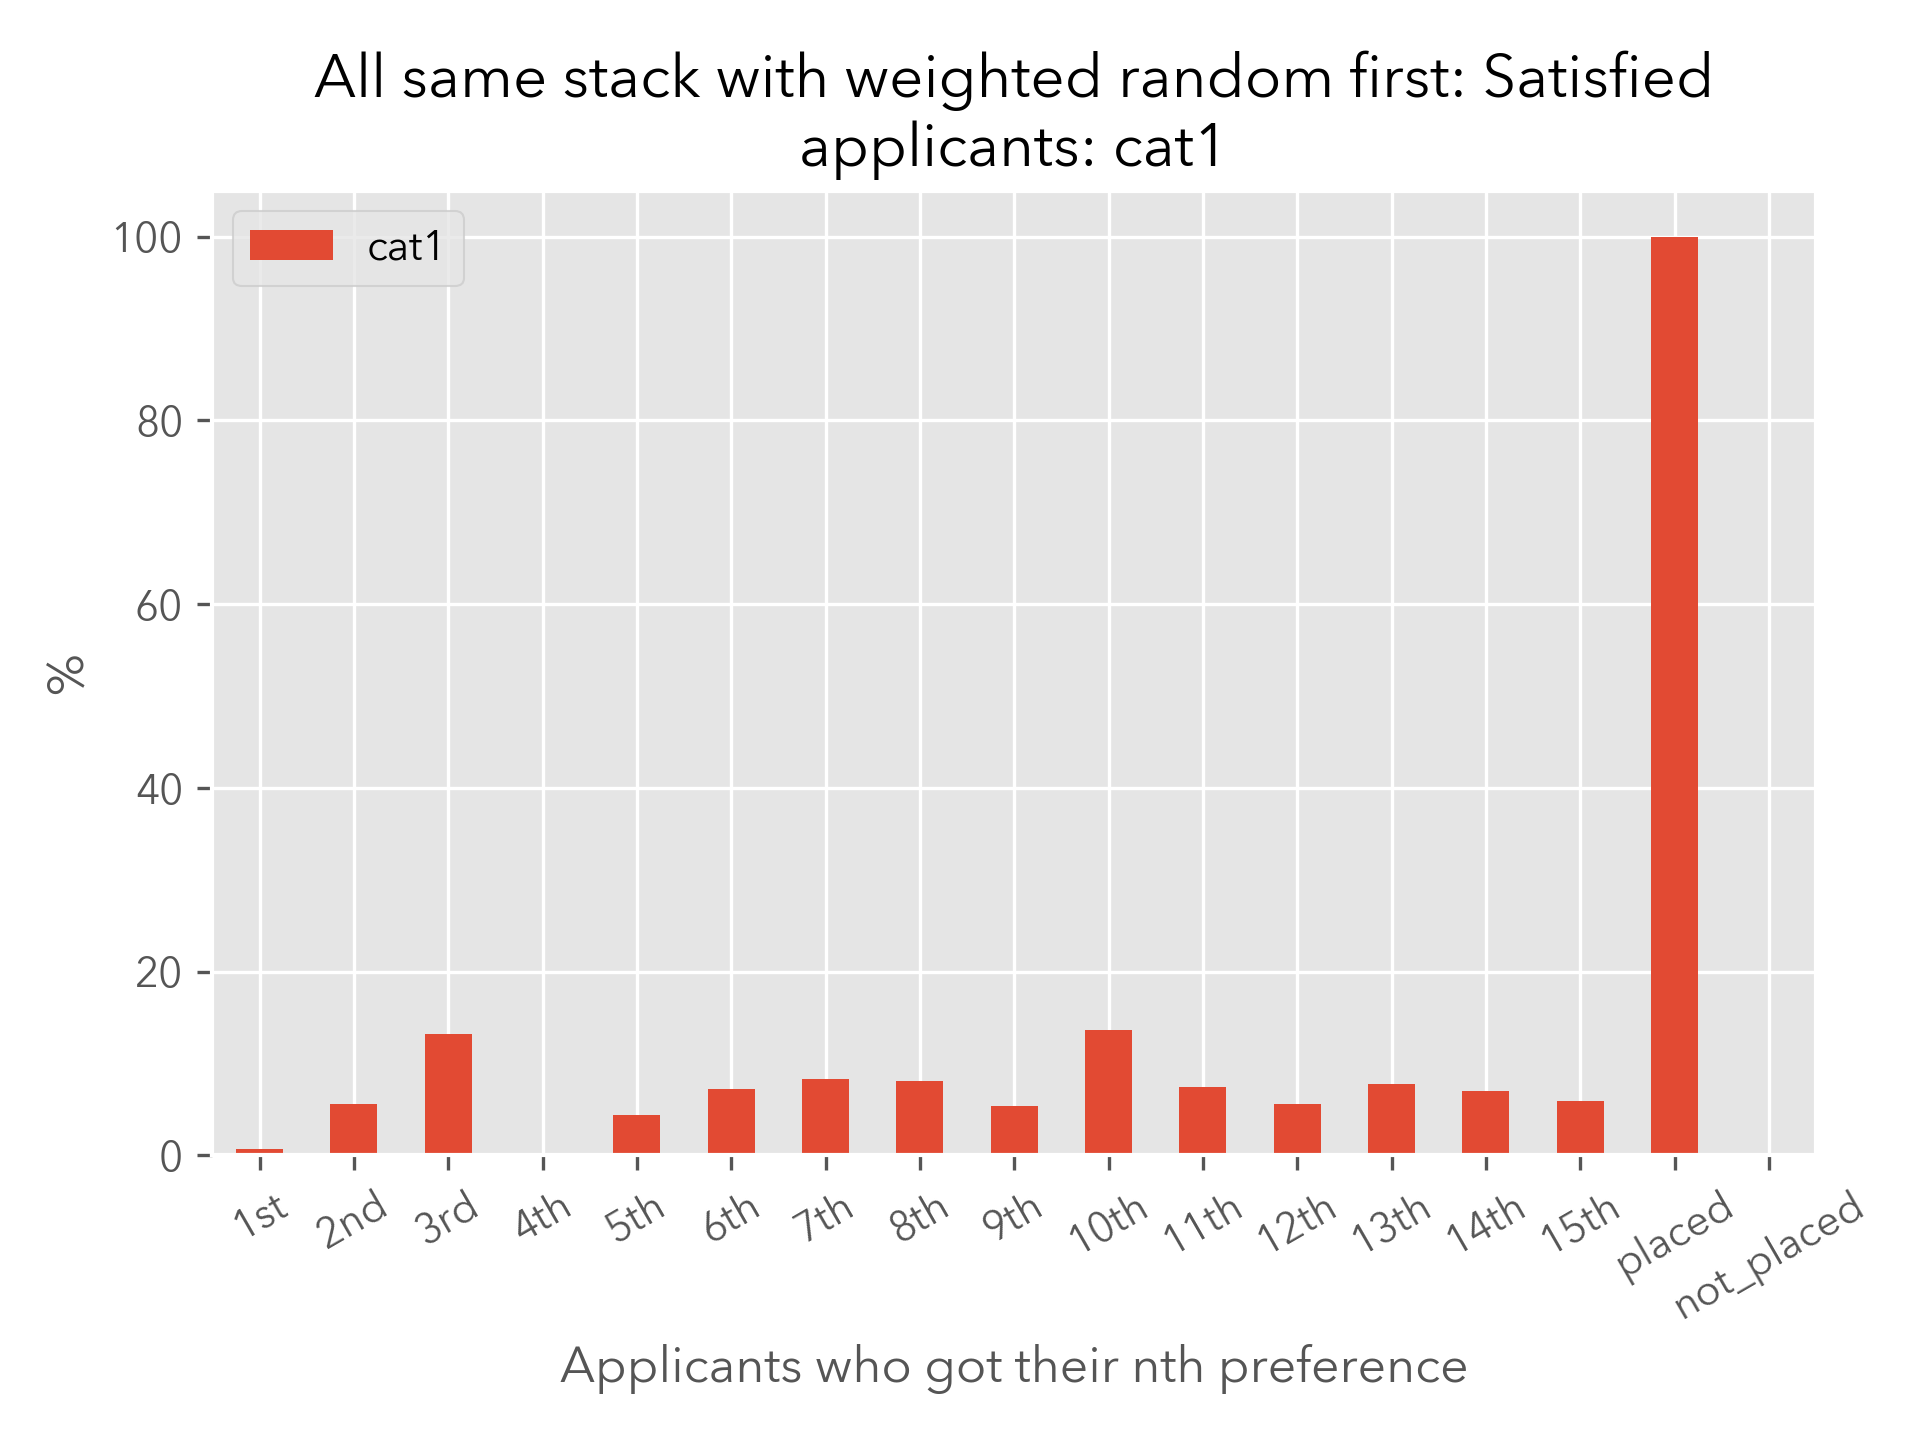 All same stack with weighted random first: Satisfied
applicants: cat1
cat1
100
80
60
40
20
0
%
1st 2nd 3rd 4th 5th 6th 7th 8th 9th 10th 11th 12th 13th 14th 15th placed not_placed
Applicants who got their nth preference